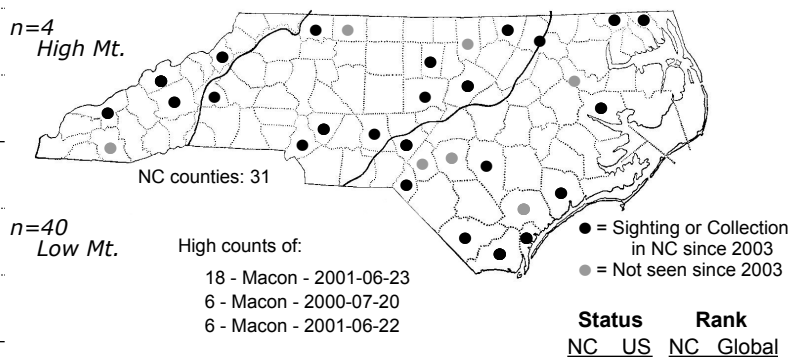 n=4
High Mt.
NC counties: 31
n=40
Low Mt.
High counts of:
18 - Macon - 2001-06-23
6 - Macon - 2000-07-20
6 - Macon - 2001-06-22
● = Sighting or Collection
in NC since 2003
● = Not seen since 2003
Status Rank
NC US NC Global